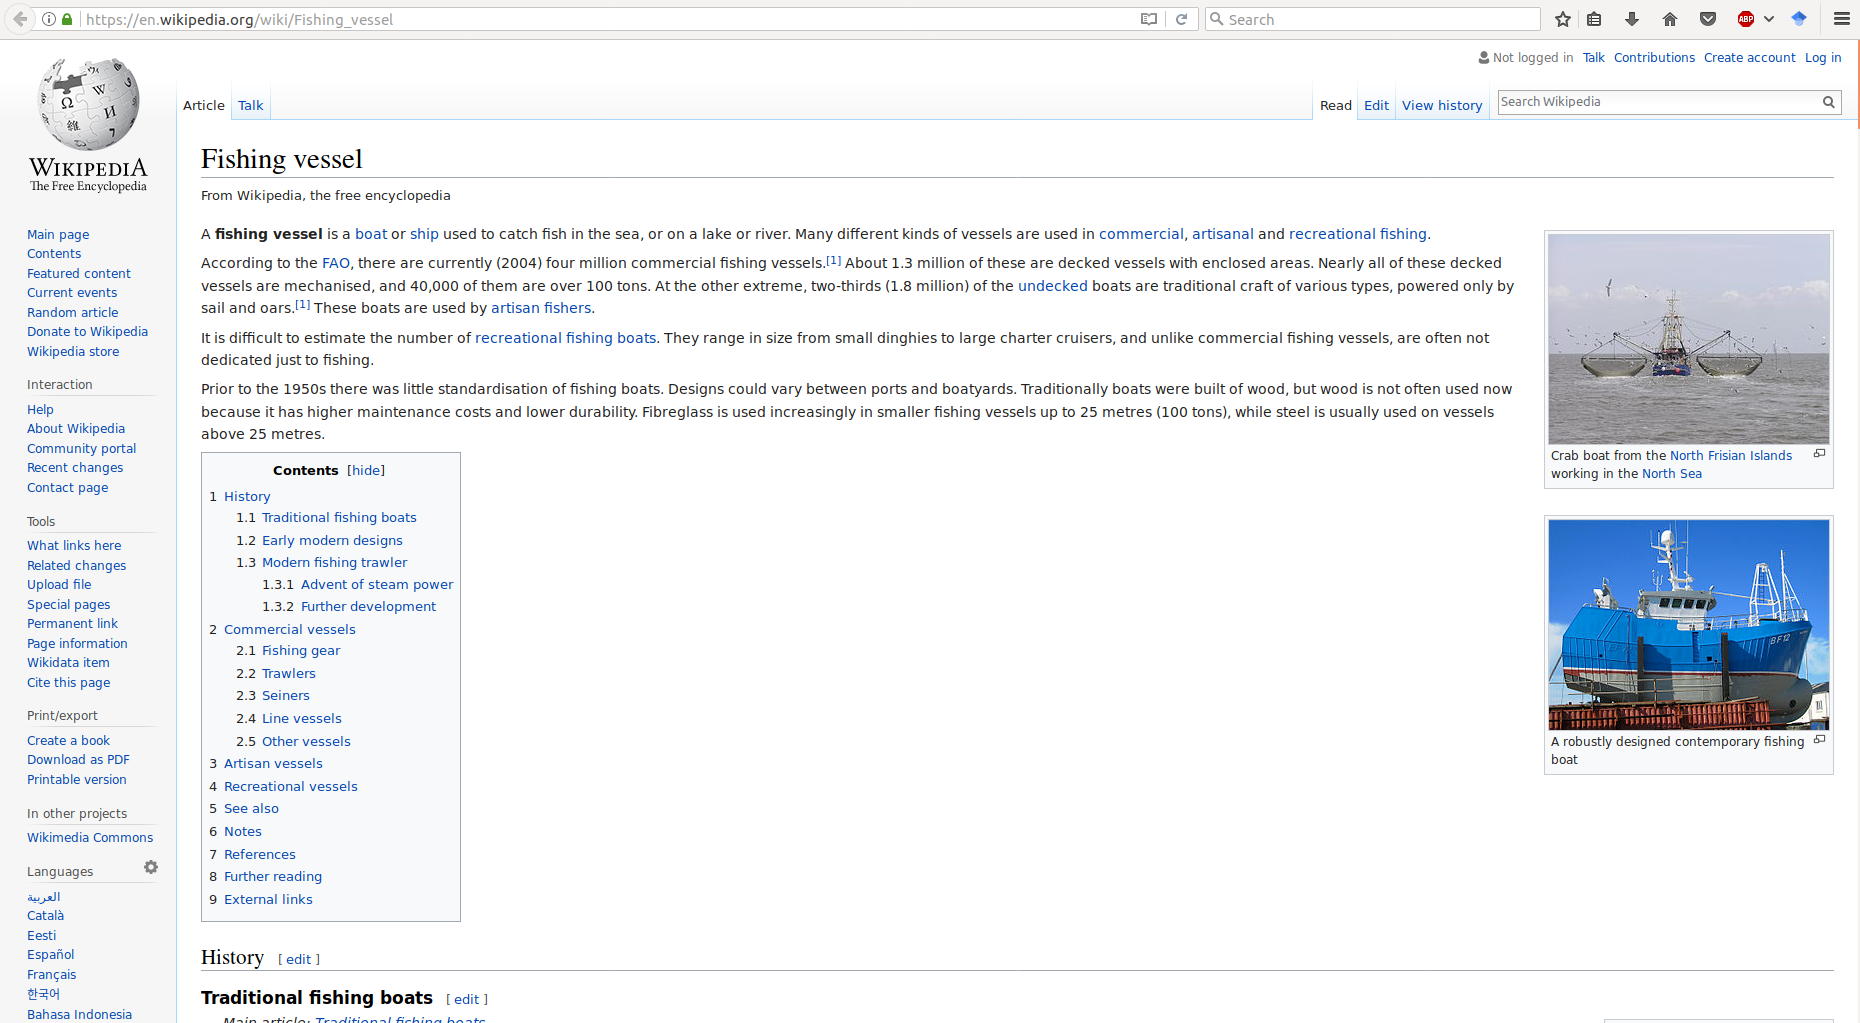 https://en.wikipedia.org/wiki/Fishing_vessel
Search
ABP
Not logged in Talk Contributions Create account Log in
Article Talk
Read Edit View history
Search Wikipedia
WIKIPEDIA
The Free Encyclopedia
Main page
Contents
Featured content
Current events
Random article
Donate to Wikipedia
Wikipedia store
Interaction
Help
About Wikipedia
Community portal
Recent changes
Contact page
Tools
What links here
Related changes
Upload file
Special pages
Permanent link
Page information
Wikidata item
Cite this page
Print/export
Create a book
Download as PDF
Printable version
In other projects
Wikimedia Commons
Languages
العربية
Català
Eesti
Español
Français
한국어
Bahasa Indonesia
Fishing vessel
From Wikipedia, the free encyclopedia
A fishing vessel is a boat or ship used to catch fish in the sea, or on a lake or river. Many different kinds of vessels are used in commercial, artisanal and recreational fishing.
According to the FAO, there are currently (2004) four million commercial fishing vessels.[1] About 1.3 million of these are decked vessels with enclosed areas. Nearly all of these decked
vessels are mechanised, and 40,000 of them are over 100 tons. At the other extreme, two-thirds (1.8 million) of the undecked boats are traditional craft of various types, powered only by
sail and oars.[1] These boats are used by artisan fishers.
It is difficult to estimate the number of recreational fishing boats. They range in size from small dinghies to large charter cruisers, and unlike commercial fishing vessels, are often not
dedicated just to fishing.
Prior to the 1950s there was little standardisation of fishing boats. Designs could vary between ports and boatyards. Traditionally boats were built of wood, but wood is not often used now
because it has higher maintenance costs and lower durability. Fibreglass is used increasingly in smaller fishing vessels up to 25 metres (100 tons), while steel is usually used on vessels
above 25 metres.
Contents [hide]
1 History
1.1 Traditional fishing boats
1.2 Early modern designs
1.3 Modern fishing trawler
1.3.1 Advent of steam power
1.3.2 Further development
2 Commercial vessels
2.1 Fishing gear
2.2 Trawlers
2.3 Seiners
2.4 Line vessels
2.5 Other vessels
3 Artisan vessels
4 Recreational vessels
5 See also
6 Notes
7 References
8 Further reading
9 External links
Crab boat from the North Frisian Islands
working in the North Sea
BF12
A robustly designed contemporary fishing
boat
History [ edit ]
Traditional fishing boats [ edit ]
Main article: Traditional fishing boats